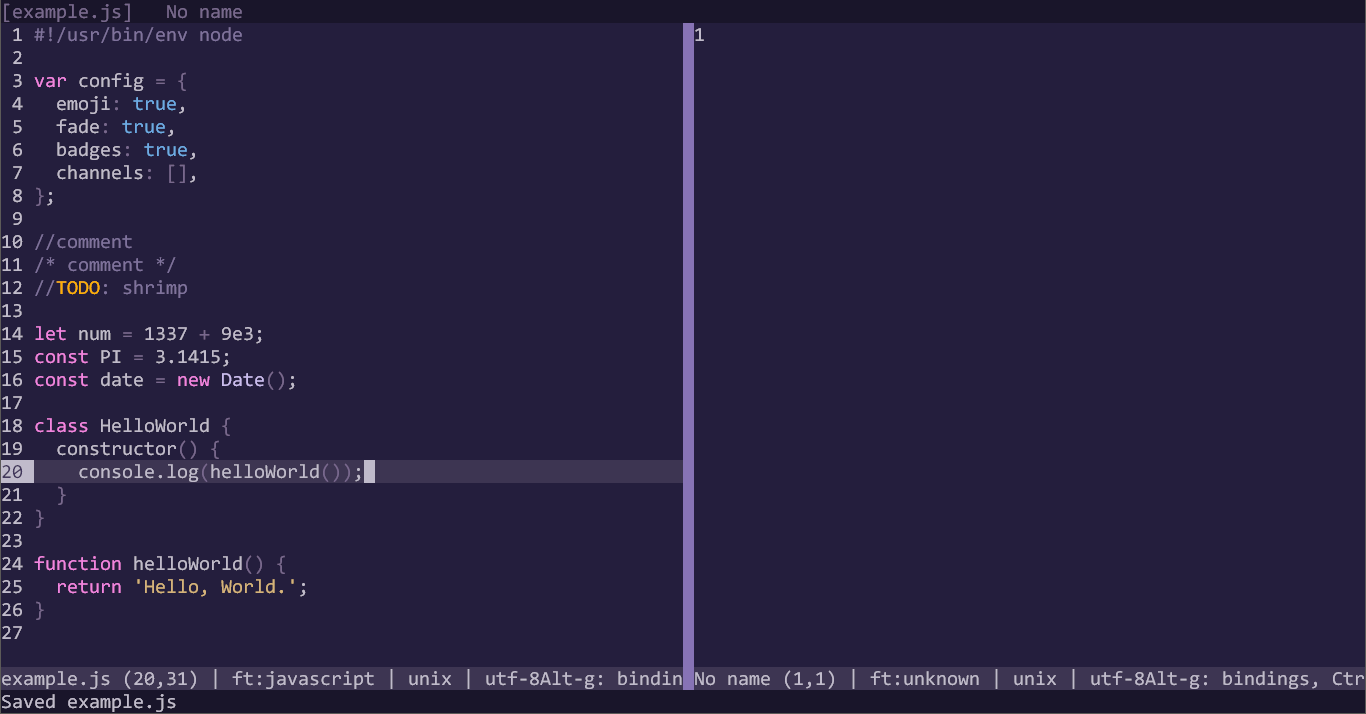 [example.js]   No name
1 #!/usr/bin/env node
2
3 var config = {
4   emoji: true,
5   fade: true,
6   badges: true,
7   channels: [],
8 };
9
10 //comment
11 /* comment */
12 //TODO: shrimp
13
14 let num = 1337 + 9e3;
15 const PI = 3.1415;
16 const date = new Date();
17
18 class HelloWorld {
19   constructor() {
20     console.log(helloWorld());
21   }
22 }
23
24 function helloWorld() {
25   return 'Hello, World.';
26 }
27
example.js (20,31) | ft:javascript | unix | utf-8Alt-g: bindin
1
No name (1,1) | ft:unknown | unix | utf-8Alt-g: bindings, Ctr
Saved example.js